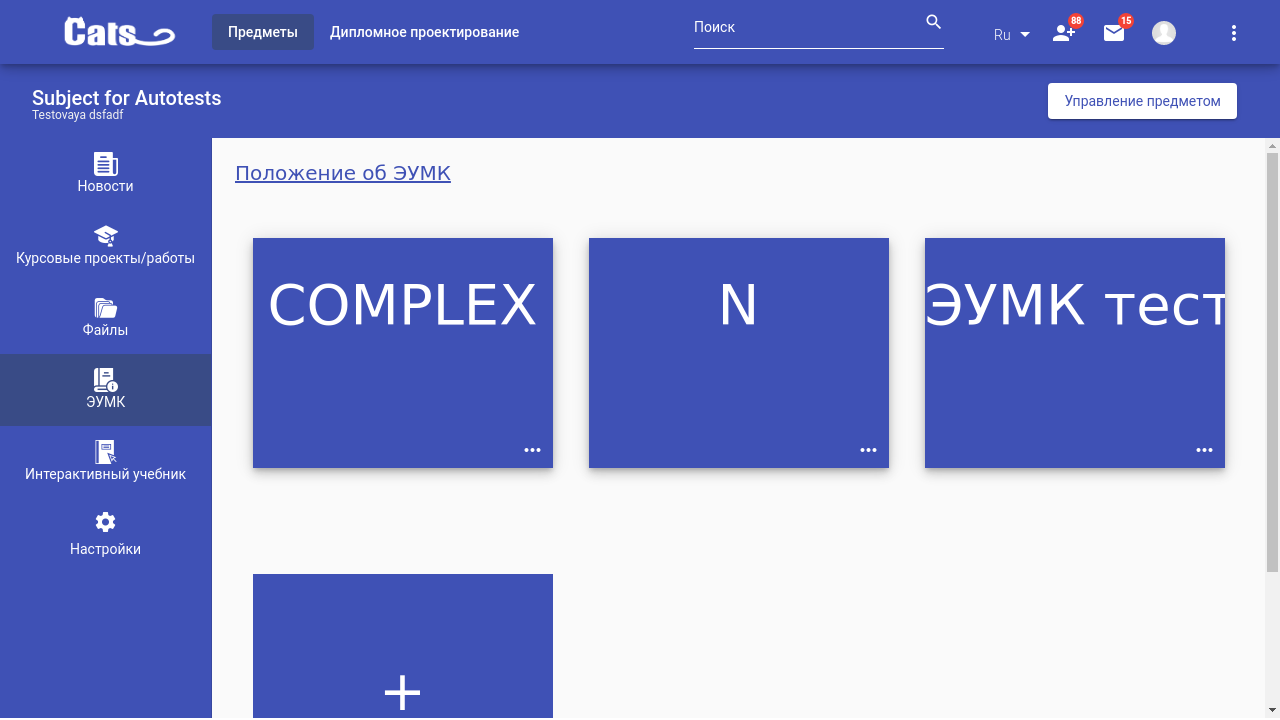 Cats
Предметы
Дипломное проектирование
Поиск
Ru
88
15
Subject for Autotests
Testovaya dsfadf
Управление предметом
Новости
Курсовые проекты/работы
Файлы
ЭУМК
Интерактивный учебник
Настройки
Положение об ЭУМК
COMPLEX
N
ЭУМК тест
+